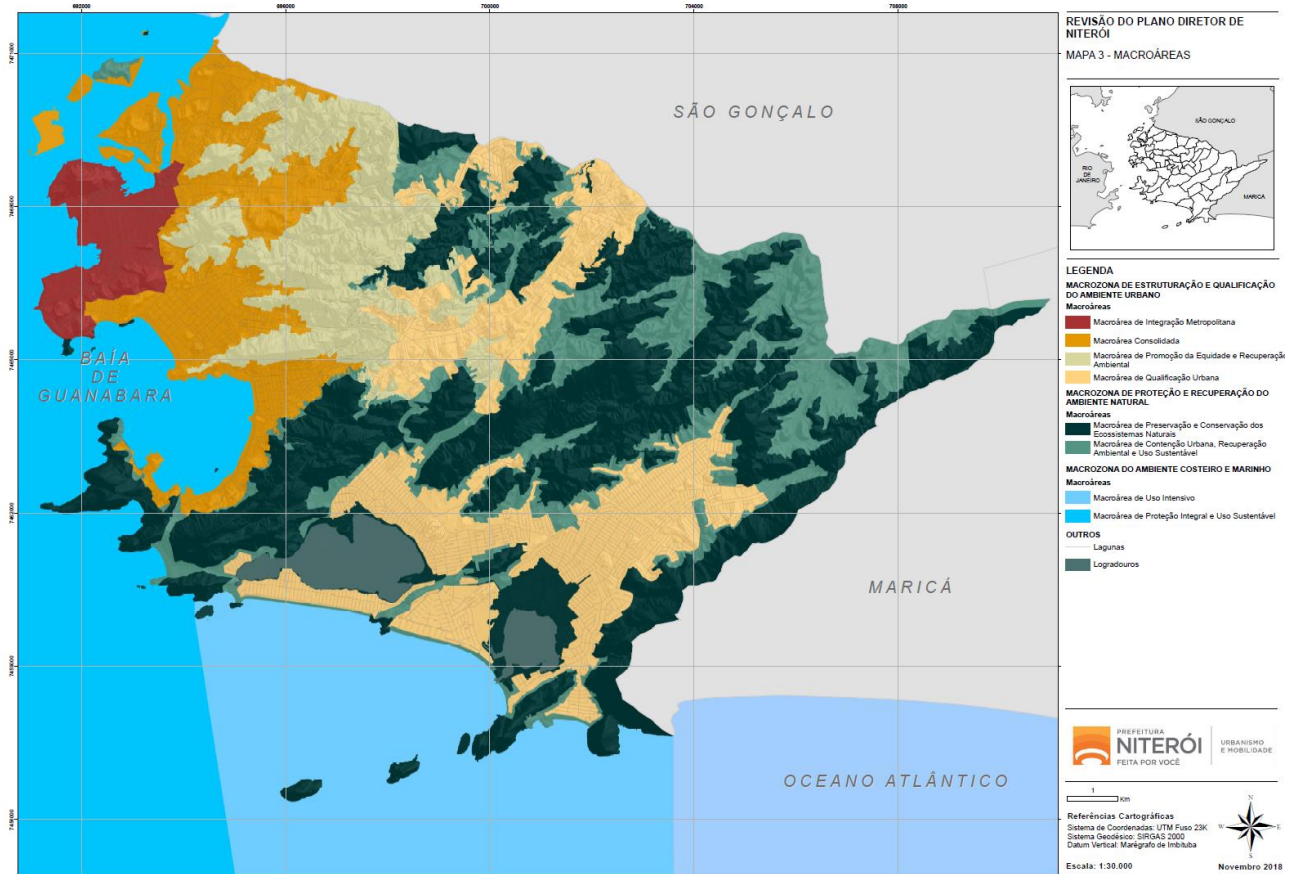 692000
696000
700000
704000
708000
SÃO GONÇALO
BAÍA
DE
GUANABARA
MARICÁ
OCEANO ATLÂNTICO
REVISÃO DO PLANO DIRETOR DE
NITERÓI
MAPA 3 - MACROÁREAS
SÃO GONÇALO
RIO
DE
JANEIRO
MARICÁ
LEGENDA
MACROZONA DE ESTRUTURAÇÃO E QUALIFICAÇÃO
DO AMBIENTE URBANO
Macroáreas
Macroárea de Integração Metropolitana
Macroárea Consolidada
Macroárea de Promoção da Equidade e Recuperação
Ambiental
Macroárea de Qualificação Urbana
MACROZONA DE PROTEÇÃO E RECUPERAÇÃO DO
AMBIENTE NATURAL
Macroáreas
Macroárea de Preservação e Conservação dos
Ecossistemas Naturais
Macroárea de Contenção Urbana, Recuperação
Ambiental e Uso Sustentável
MACROZONA DO AMBIENTE COSTEIRO E MARINHO
Macroáreas
Macroárea de Uso Intensivo
Macroárea de Proteção Integral e Uso Sustentável
OUTROS
Lagunas
Logradouros
PREFEITURA
NITERÓI
FEITA POR VOCÊ
URBANISMO
E MOBILIDADE
1
Km
Referências Cartográficas
Sistema de Coordenadas: UTM Fuso 23K
Sistema Geodésico: SIRGAS 2000
Datum Vertical: Marégrafo de Imbituba
N
W
E
S
Escala: 1:30.000
Novembro 2018